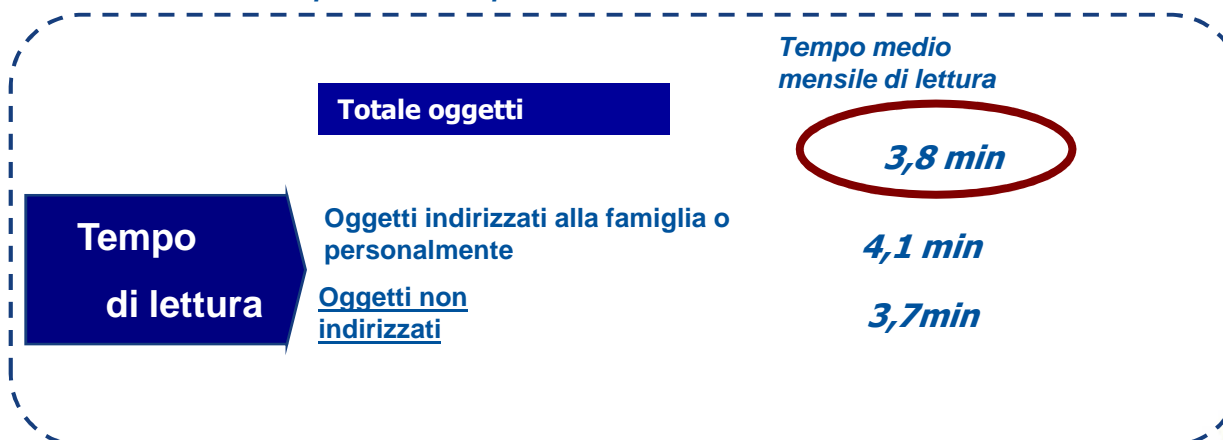 Tempo medio
mensile di lettura
Totale oggetti
3,8 min
Tempo
di lettura
Oggetti indirizzati alla famiglia o
personalmente
4,1 min
Oggetti non
indirizzati
3,7min